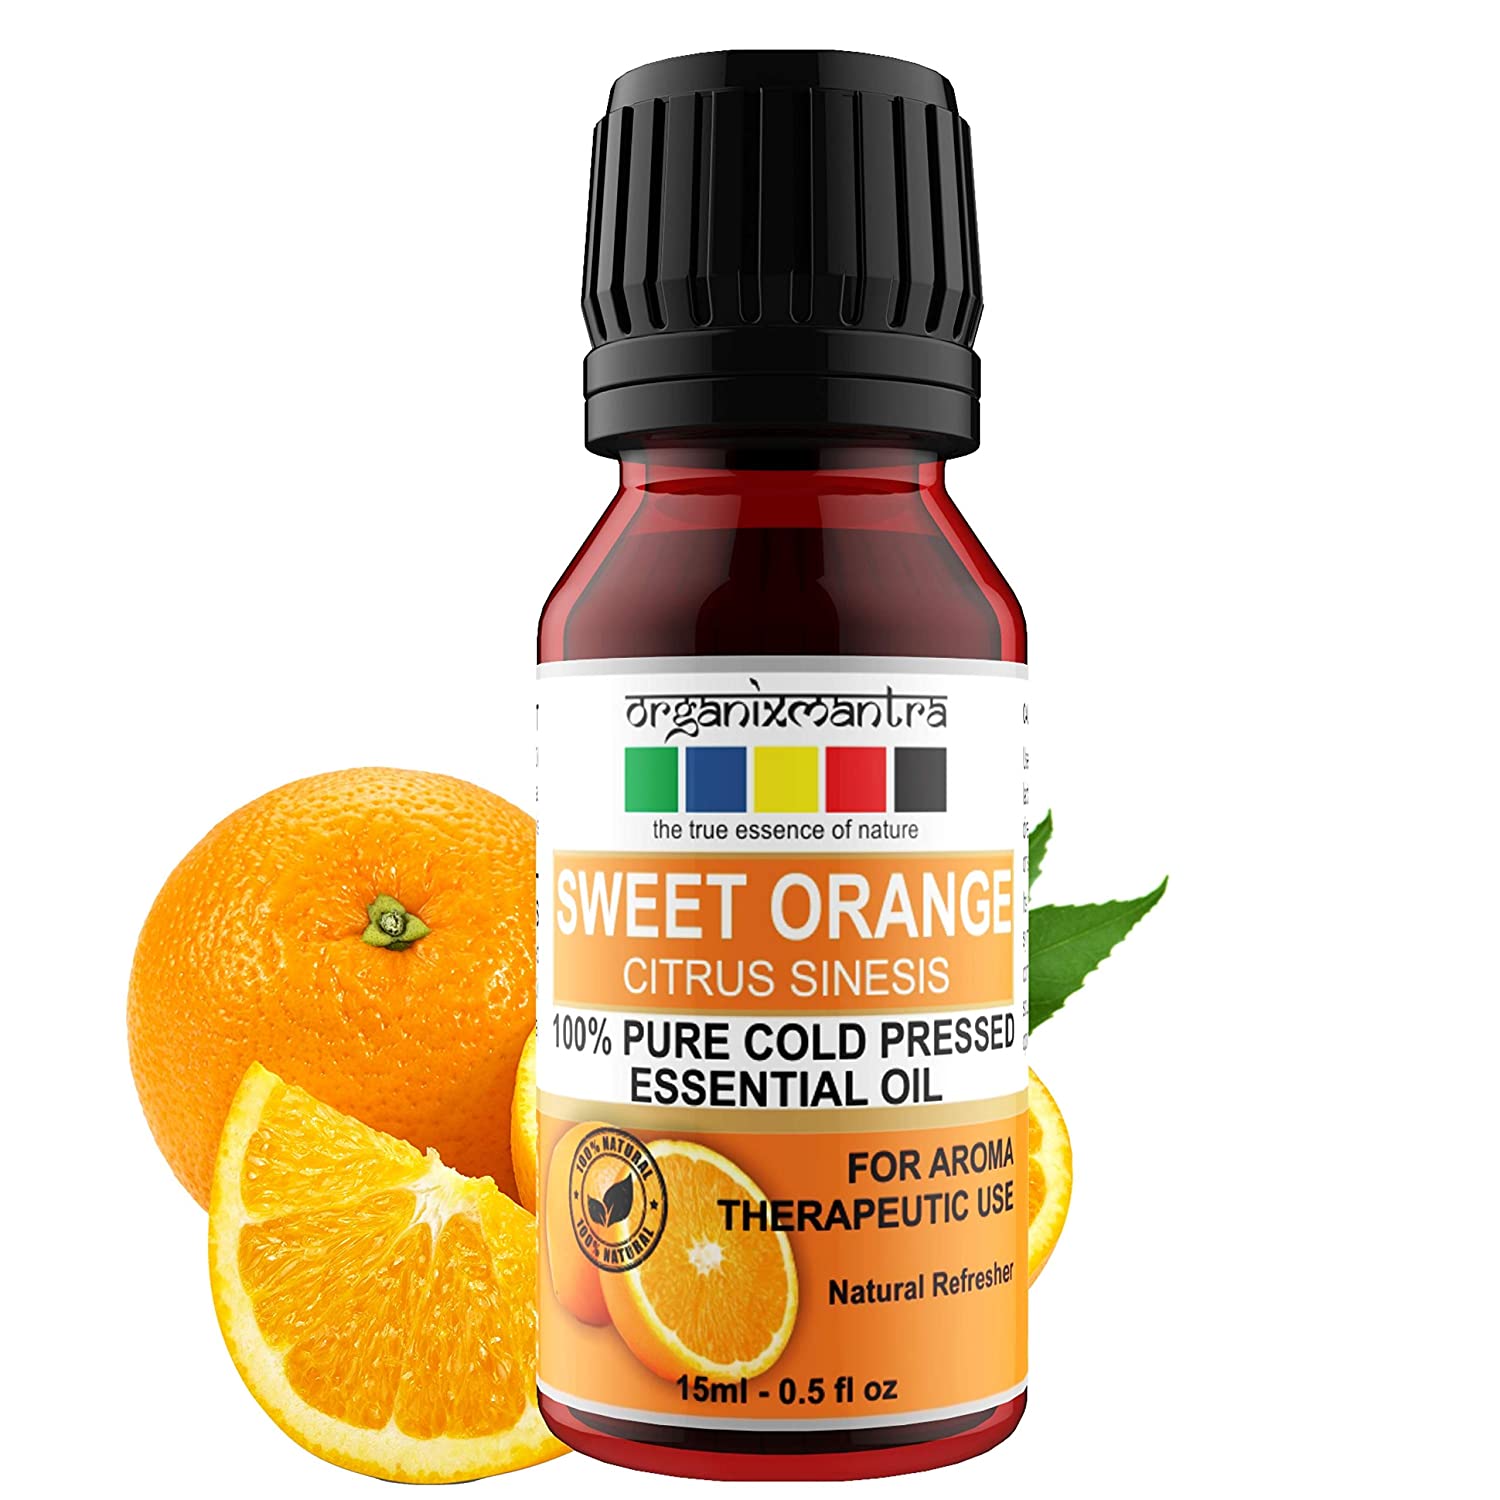 organixmantra
the true essence of nature
SWEET ORANGE
CITRUS SINESIS
100% PURE COLD PRESSED
ESSENTIAL OIL
100% NATURAL
100% NATURAL
FOR AROMA
THERAPEUTIC USE
Natural Refresher
15ml - 0.5 fl oz